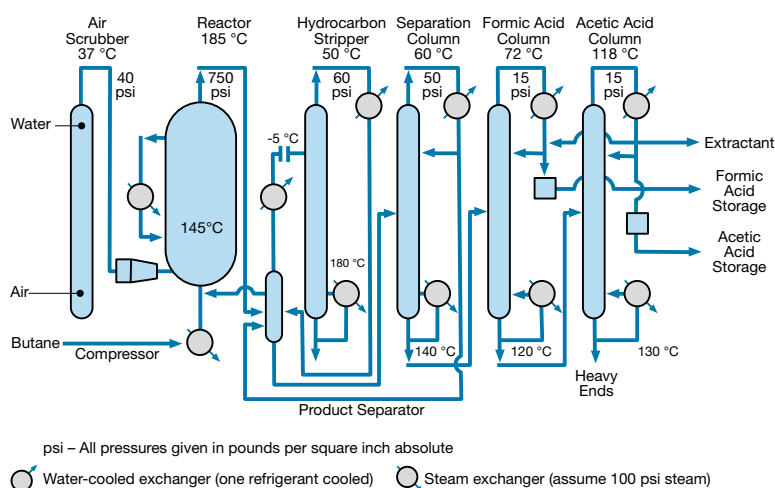 Air
Scrubber
37 °C
Reactor
185 °C
Hydrocarbon
Stripper
50 °C
Separation
Column
60 °C
Formic Acid
Column
72 °C
Acetic Acid
Column
118 °C
40
psi
750
psi
60
psi
50
psi
15
psi
15
psi
Water
-5 °C
Extractant
Formic
Acid
Storage
145°C
Acetic
Acid
Storage
180 °C
Air
Butane
Compressor
140 °C
120 °C
130 °C
Heavy
Ends
Product Separator
psi – All pressures given in pounds per square inch absolute
Water-cooled exchanger (one refrigerant cooled)
Steam exchanger (assume 100 psi steam)